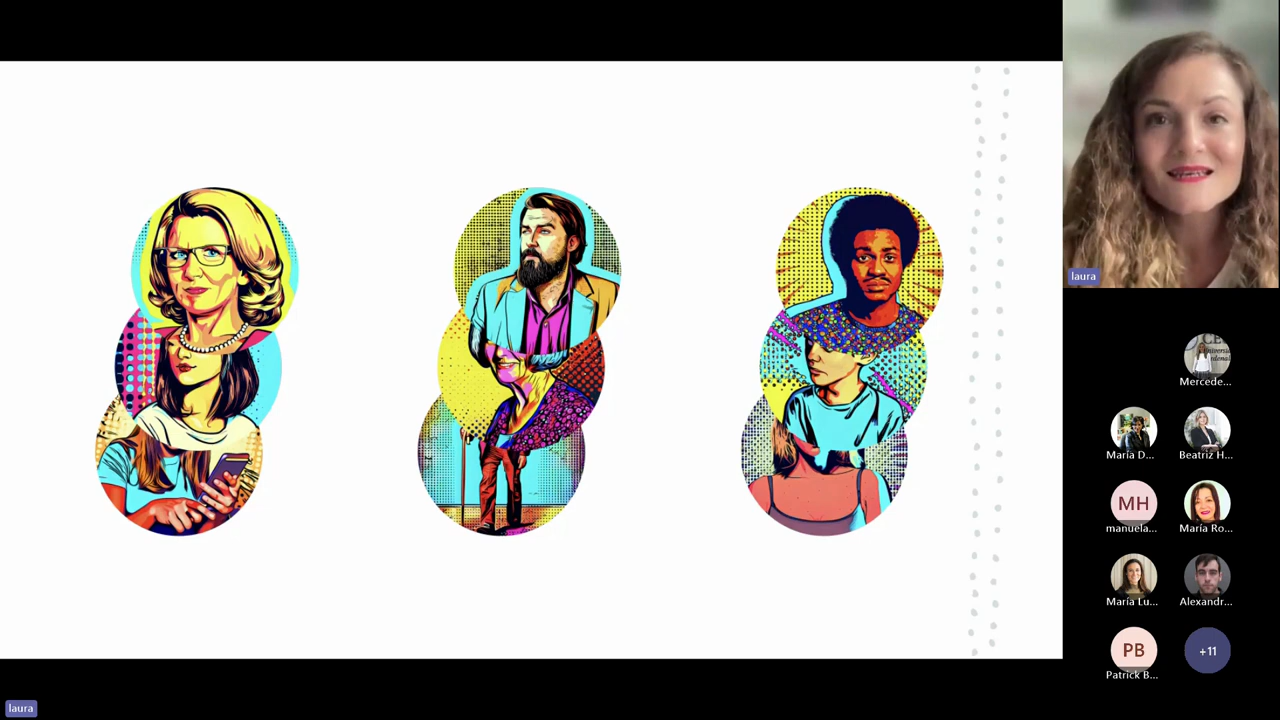 laura
Mercede...
María D...
Beatriz H...
MH
manuela...
María Ro...
María Lu...
Alexandr...
PB
Patrick B...
+11
laura